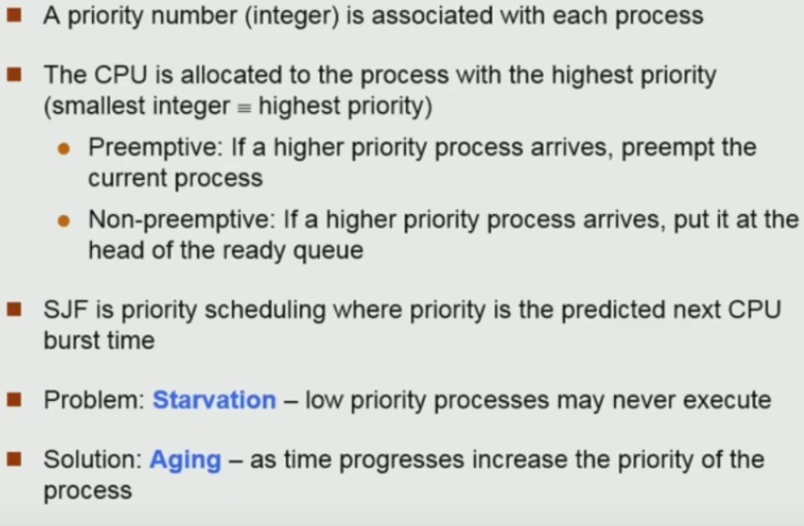 A priority number (integer) is associated with each process
The CPU is allocated to the process with the highest priority
(smallest integer ≡ highest priority)
Preemptive: If a higher priority process arrives, preempt the
current process
Non-preemptive: If a higher priority process arrives, put it at the
head of the ready queue
SJF is priority scheduling where priority is the predicted next CPU
burst time
Problem: Starvation – low priority processes may never execute
Solution: Aging – as time progresses increase the priority of the
process